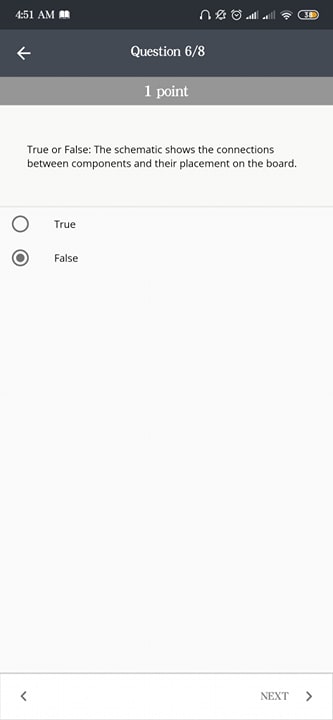 4:51 AM
38
Question 6/8
1 point
True or False: The schematic shows the connections
between components and their placement on the board.
True
False
NEXT